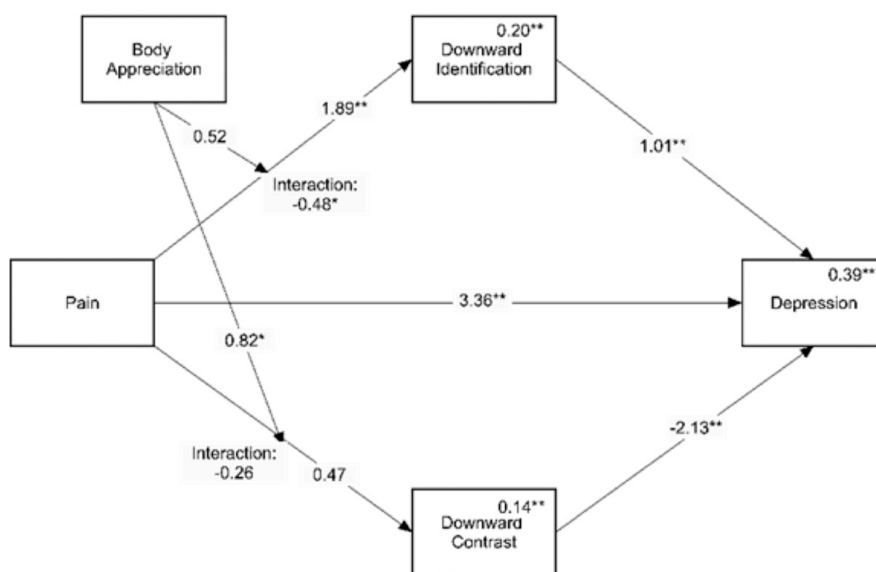 0.20**
Body
Appreciation
Downward
Identification
1.89**
0.52
1.01**
Interaction:
-0.48*
0.39**
Pain
3.36**
Depression
0.82*
-2.13**
Interaction:
-0.26
0.47
0.14**
Downward
Contrast